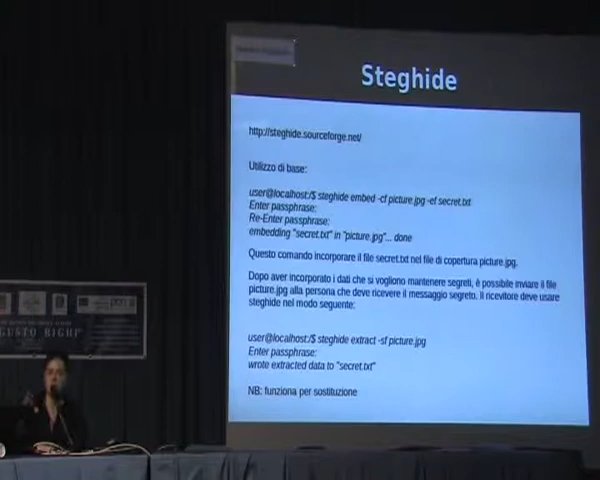 Steghide
http://steghide.sourceforge.net/
Utilizzo di base:
user@localhost:/$ steghide embed -cf picture.jpg -ef secret.txt
Enter passphrase:
Re-Enter passphrase:
embedding "secret.txt" in "picture.jpg"... done
Questo comando incorporare il file secret.txt nel file di copertura picture.jpg.
Dopo aver incorporato i dati che si vogliono mantenere segreti, è possibile inviare il file
picture.jpg alla persona che deve ricevere il messaggio segreto. il ricevitore deve usare
steghide nel modo seguente:
user@localhost:/$ steghide extract -sf picture.jpg
Enter passphrase:
wrote extracted data to "secret.txt"
NB: funziona per sostituzione
GUSTO RIGHI"